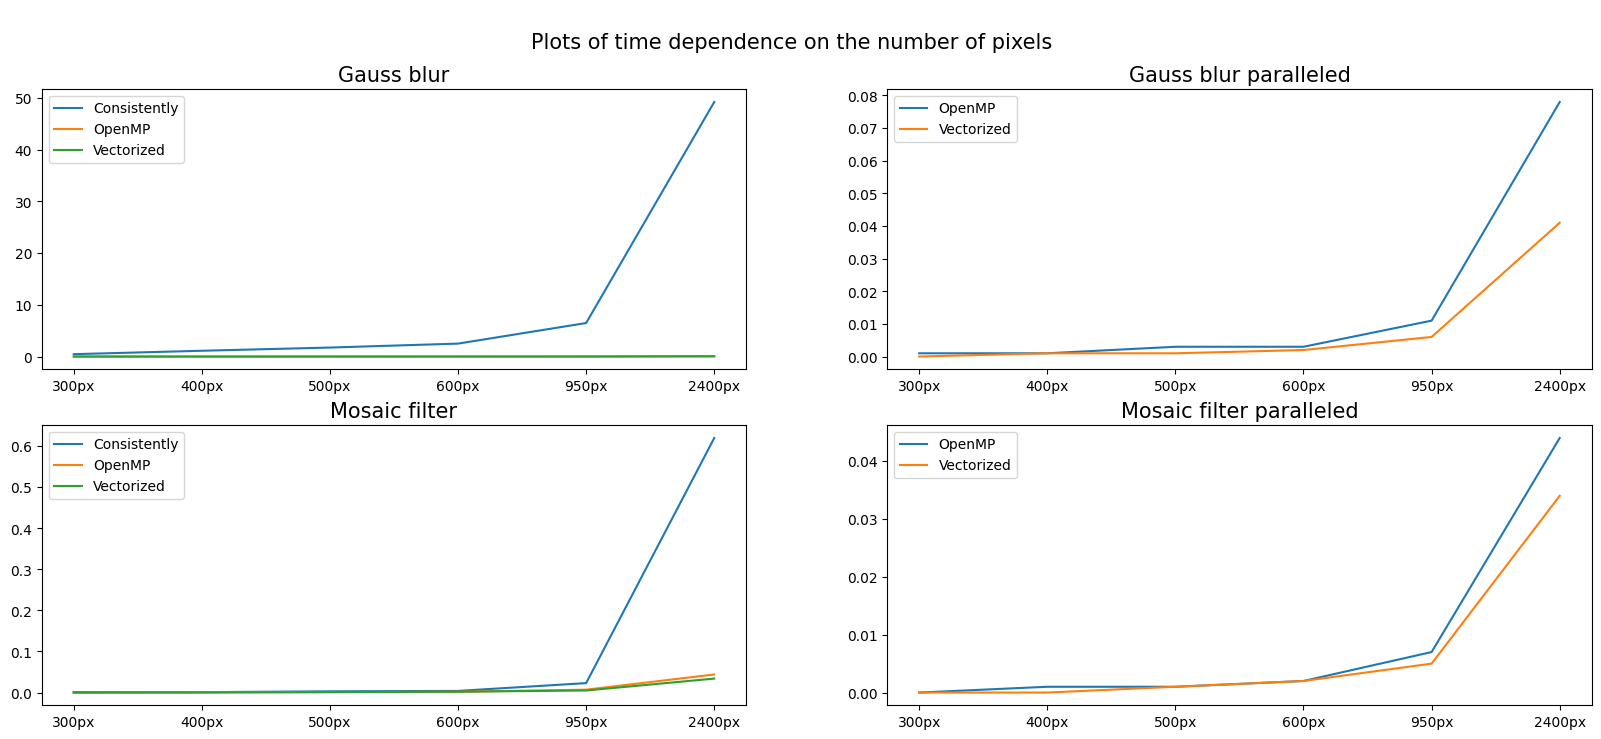 Plots of time dependence on the number of pixels
Gauss blur
Consistently
OpenMP
Vectorized
50
40
30
20
10
0
300px 400px 500px 600px 950px 2400px
Gauss blur paralleled
OpenMP
Vectorized
0.08
0.07
0.06
0.05
0.04
0.03
0.02
0.01
0.00
300px 400px 500px 600px 950px 2400px
Mosaic filter
Consistently
OpenMP
Vectorized
0.6
0.5
0.4
0.3
0.2
0.1
0.0
300px 400px 500px 600px 950px 2400px
Mosaic filter paralleled
OpenMP
Vectorized
0.04
0.03
0.02
0.01
0.00
300px 400px 500px 600px 950px 2400px